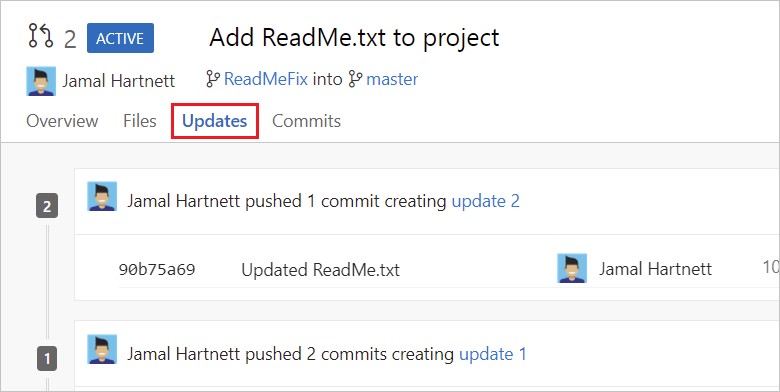 2 ACTIVE Add ReadMe.txt to project
Jamal Hartnett ReadMeFix into master
Overview Files Updates Commits
2 Jamal Hartnett pushed 1 commit creating update 2
90b75a69 Updated ReadMe.txt Jamal Hartnett 10
1 Jamal Hartnett pushed 2 commits creating update 1